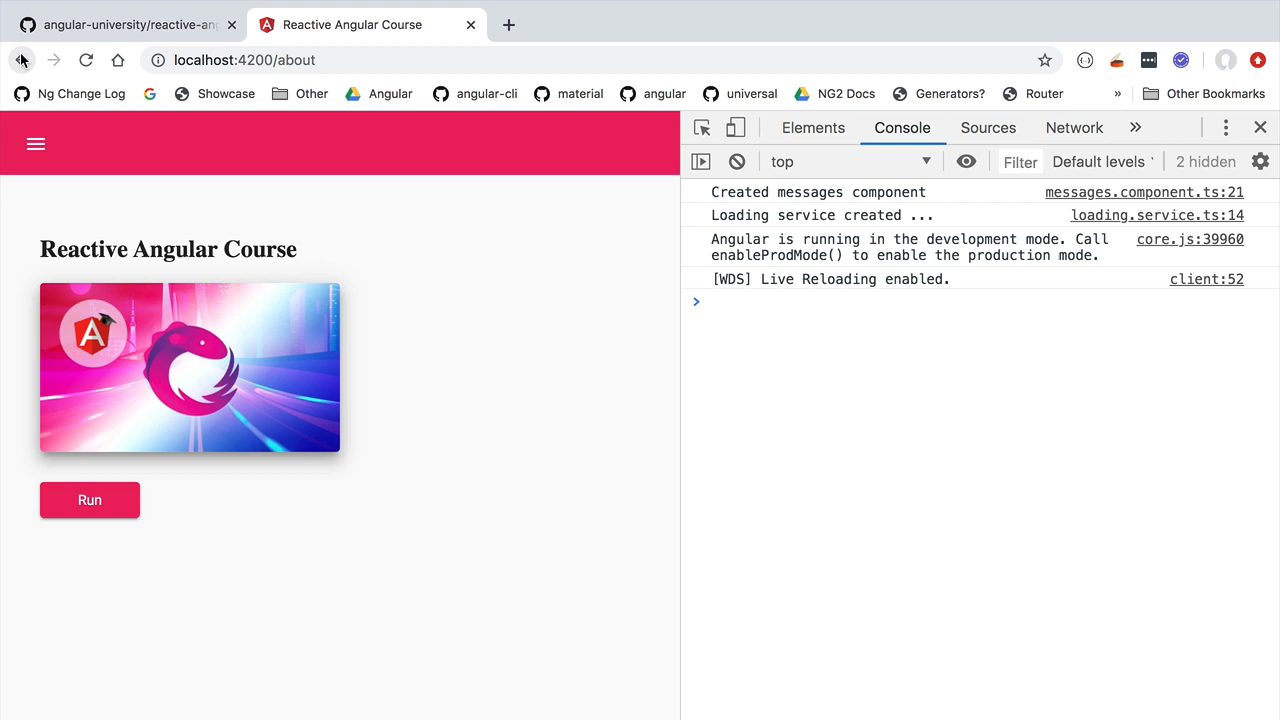 angular-university/reactive-ang
Reactive Angular Course
localhost:4200/about
Ng Change Log
Showcase
Other
Angular
angular-cli
material
angular
universal
NG2 Docs
Generators?
Router
»
Other Bookmarks
Elements
Console
Sources
Network
»
top
Filter
Default levels
2 hidden
Created messages component messages.component.ts:21
Loading service created ... loading.service.ts:14
Angular is running in the development mode. Call core.js:39960
enableProdMode() to enable the production mode.
[WDS] Live Reloading enabled. client:52
>
Reactive Angular Course
A
Run